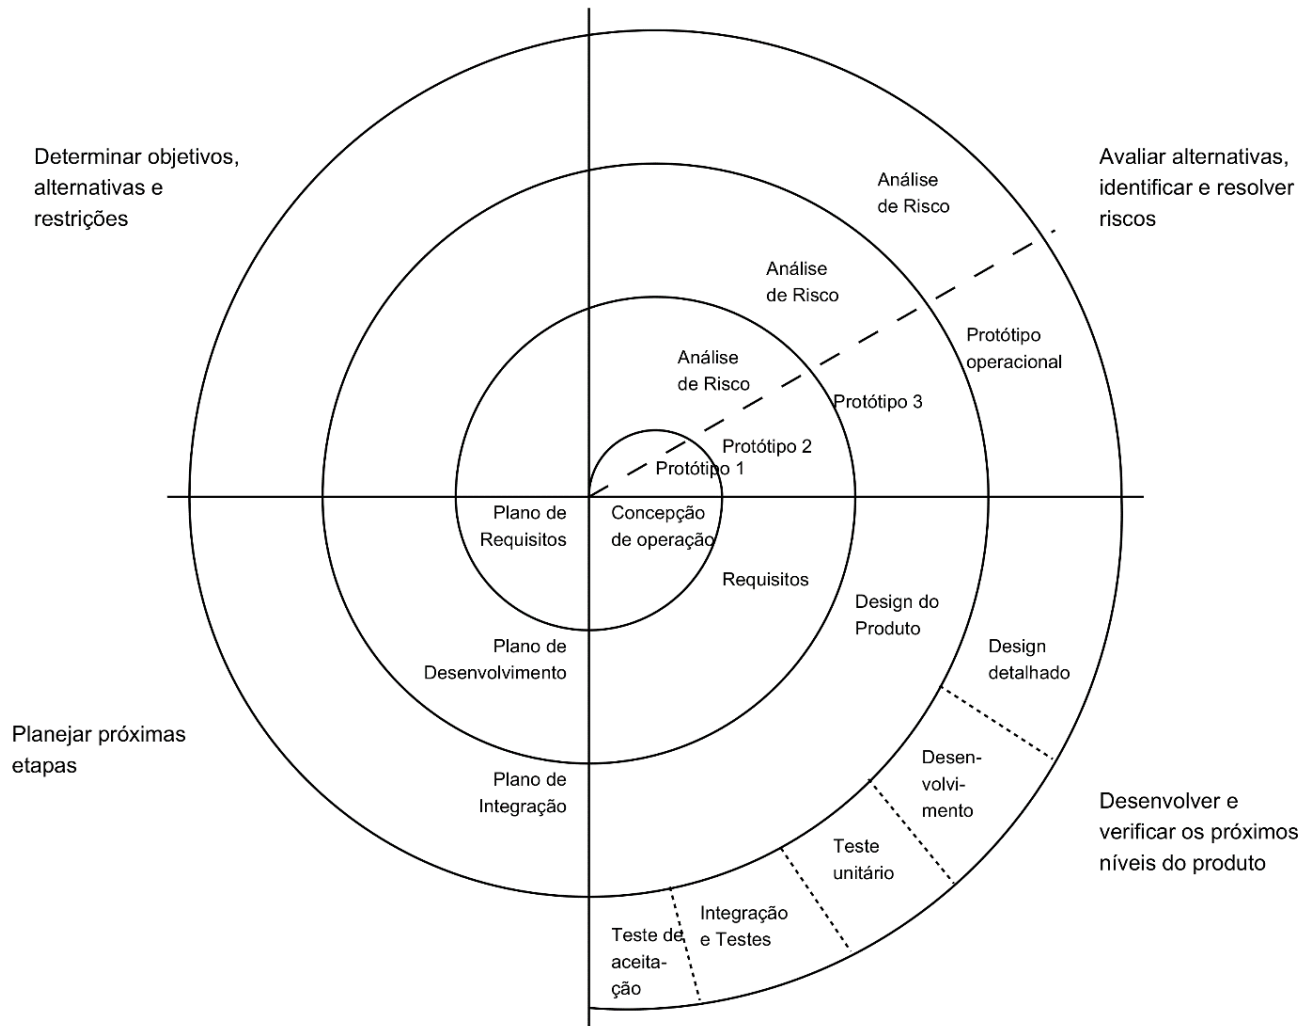 Determinar objetivos,
alternativas e
restrições
Avaliar alternativas,
identificar e resolver
riscos
Análise
de Risco
Análise
de Risco
Análise
de Risco
Protótipo
operacional
Protótipo 3
Protótipo 2
Protótipo 1
Plano de
Requisitos
Concepção
de operação
Requisitos
Design do
Produto
Design
detalhado
Plano de
Desenvolvimento
Plano de
Integração
Planejar próximas
etapas
Desen-
volvi-
mento
Teste
unitário
Integração
e Testes
Teste de
aceita-
ção
Desenvolver e
verificar os próximos
níveis do produto